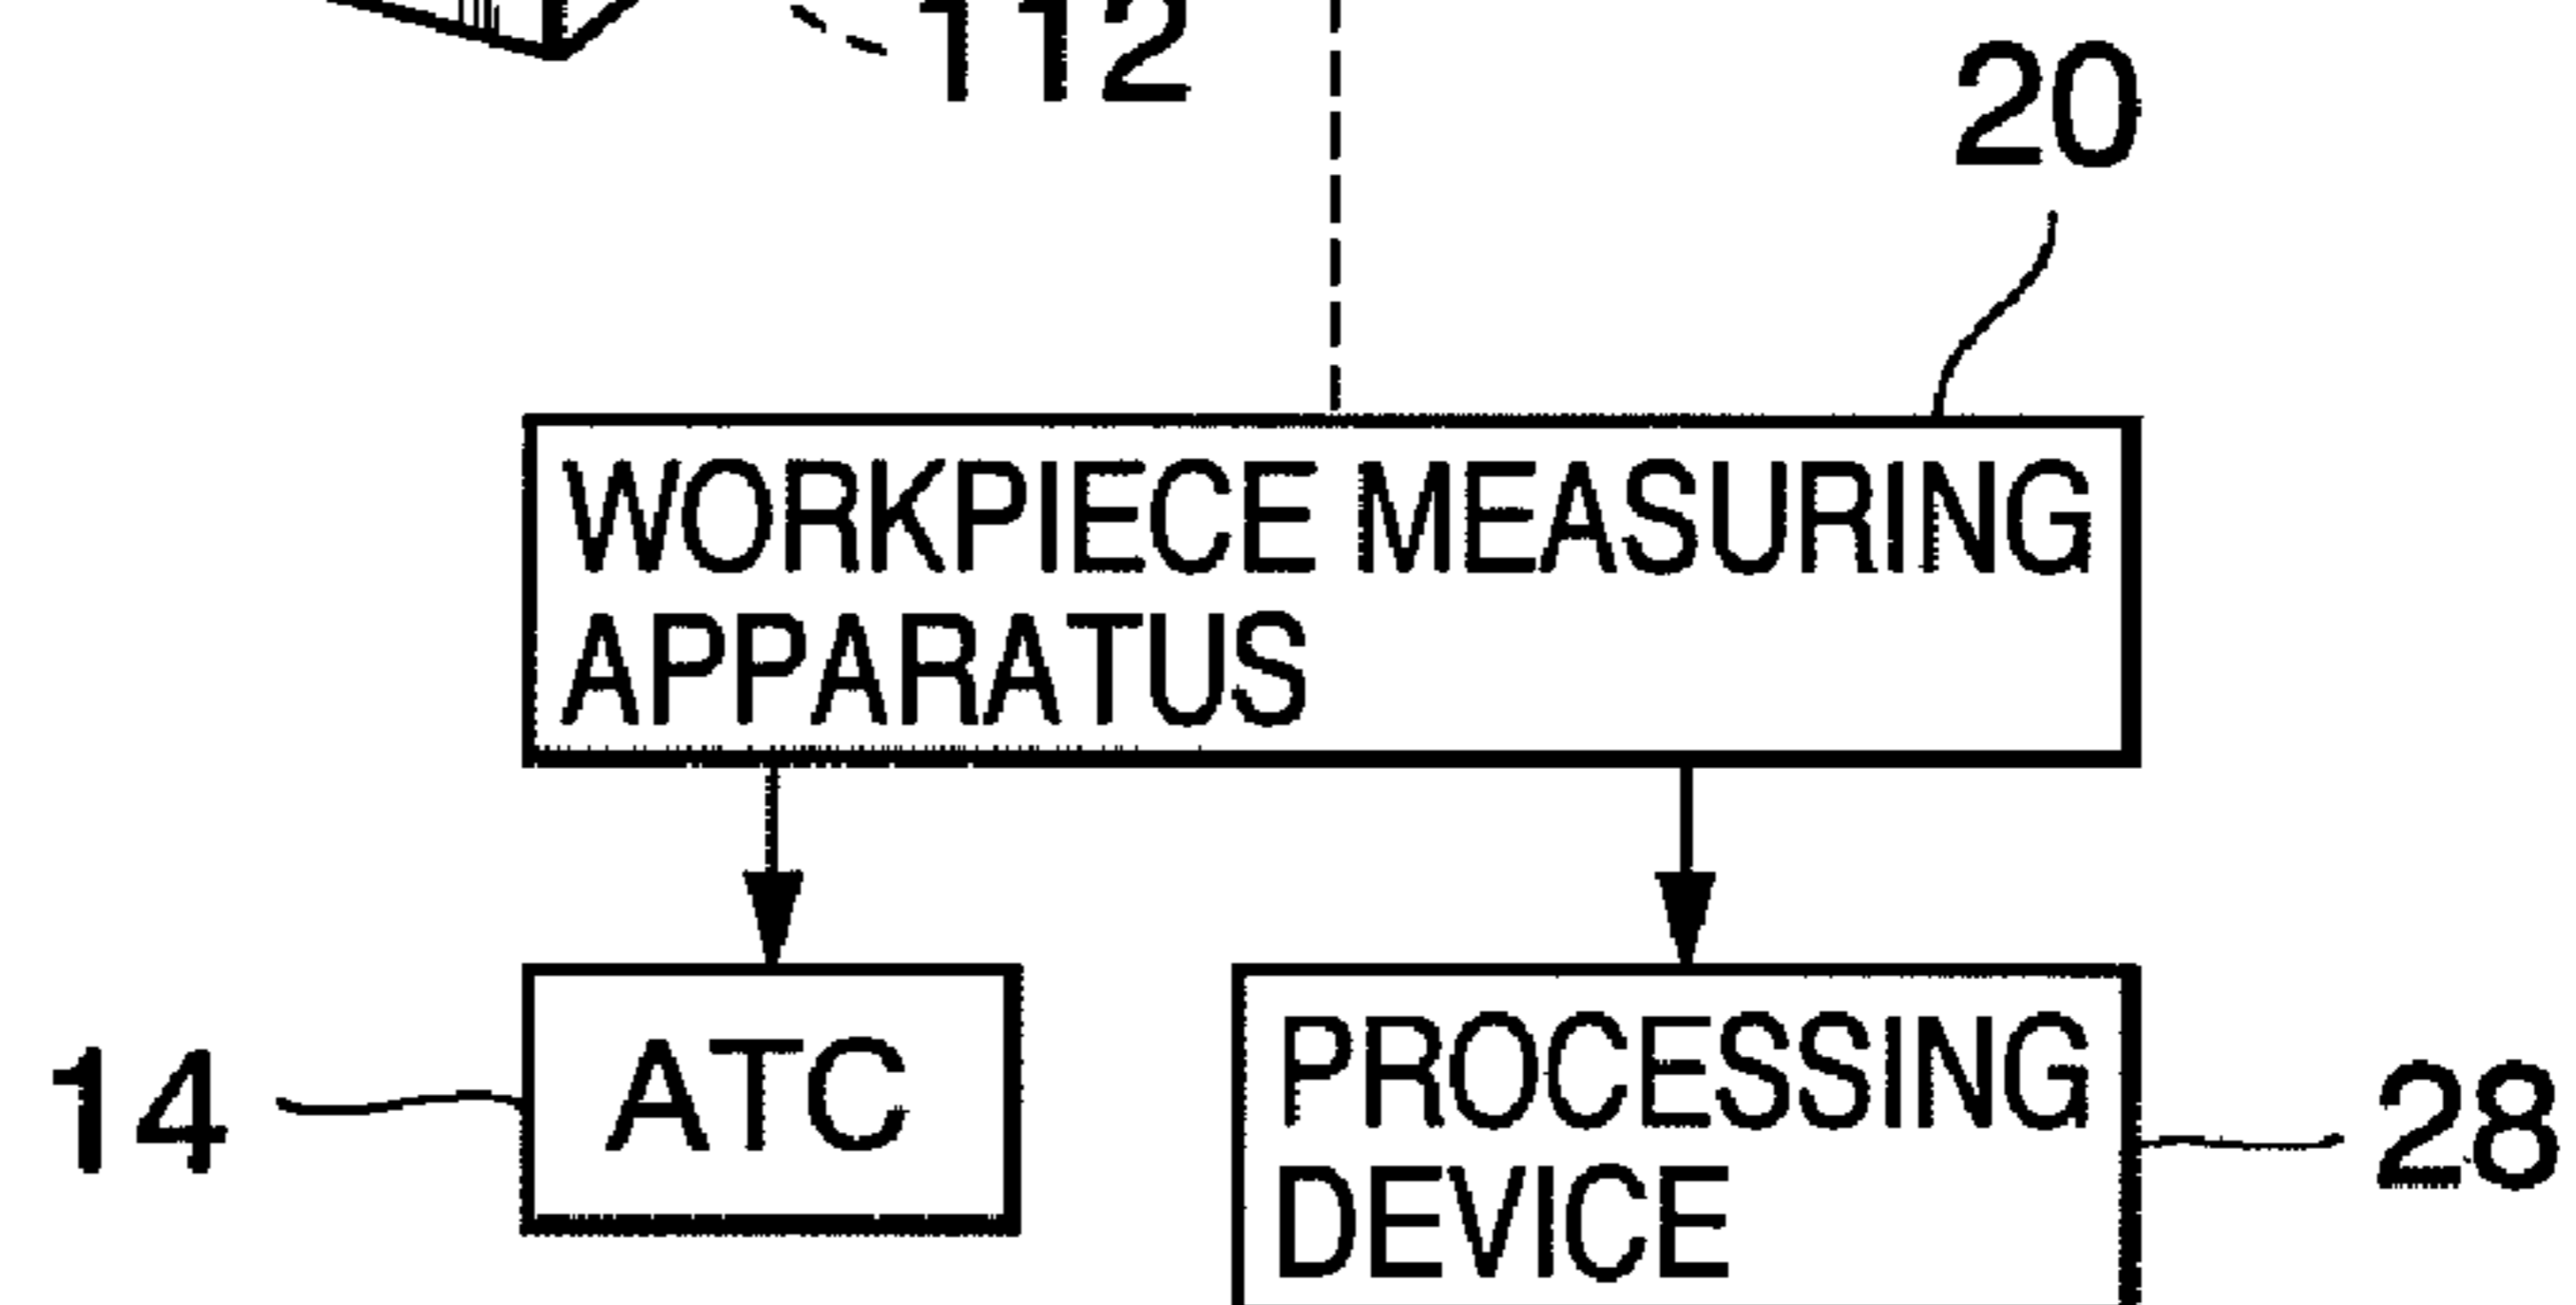 112
20
WORKPIECE MEASURING
APPARATUS
14
ATC
PROCESSING
DEVICE
28